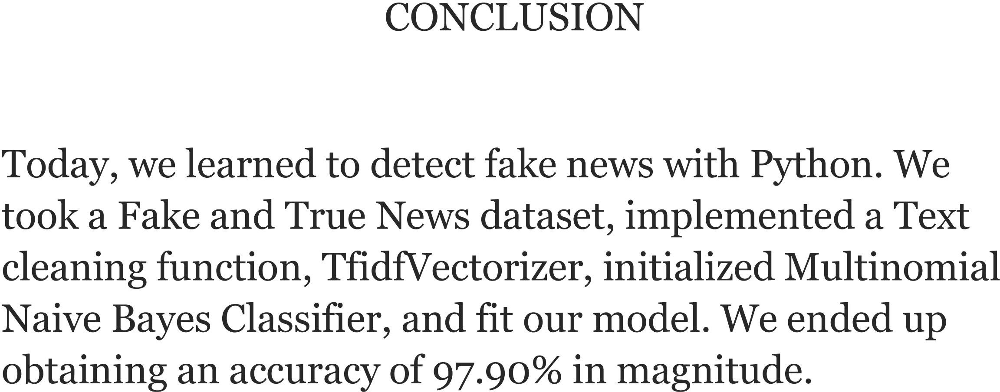 CONCLUSION
Today, we learned to detect fake news with Python. We
took a Fake and True News dataset, implemented a Text
cleaning function, TfidfVectorizer, initialized Multinomial
Naive Bayes Classifier, and fit our model. We ended up
obtaining an accuracy of 97.90% in magnitude.